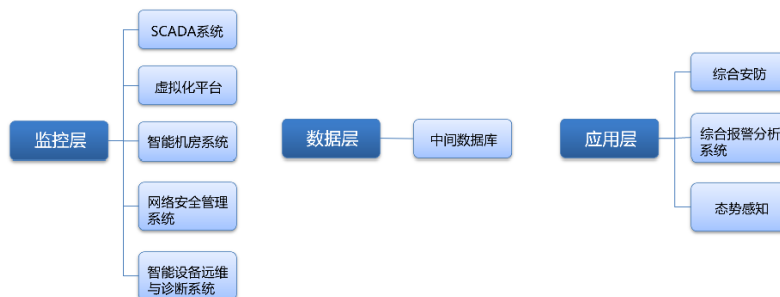 监控层
SCADA系统
虚拟化平台
智能机房系统
网络安全管理
系统
智能设备远维
与诊断系统
数据层
中间数据库
应用层
综合安防
综合报警分析
系统
态势感知